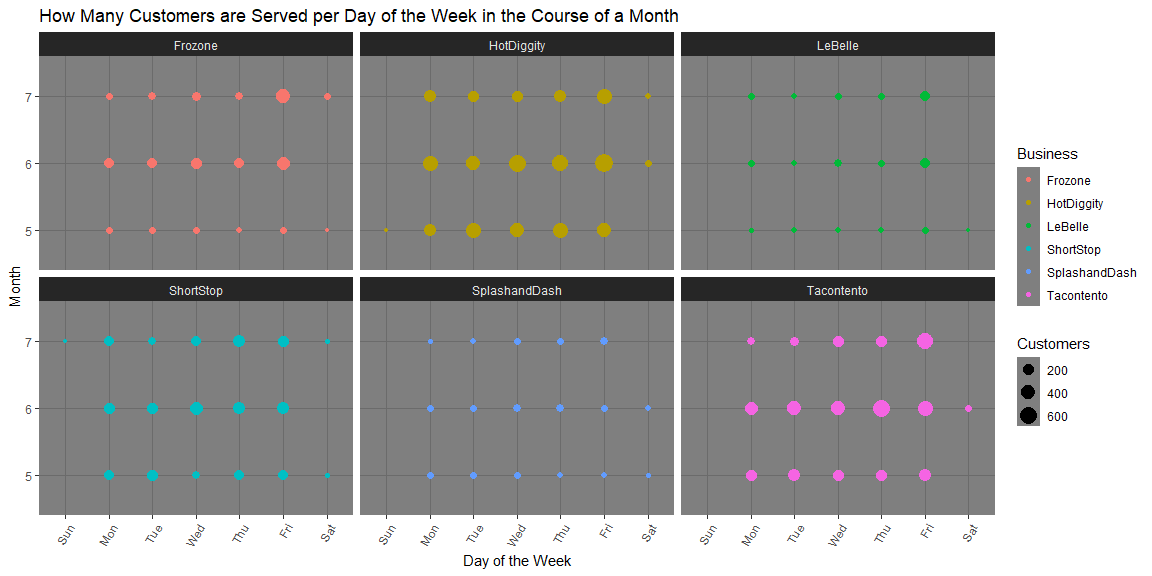 How Many Customers are Served per Day of the Week in the Course of a Month
Frozone
HotDiggity
LeBelle
7
6
5
ShortStop
SplashandDash
Tacontento
7
6
5
Month
Sun Mon Tue Wed Thu Fri Sat
Sun Mon Tue Wed Thu Fri Sat
Sun Mon Tue Wed Thu Fri Sat
Day of the Week
Business
Frozone
HotDiggity
LeBelle
ShortStop
SplashandDash
Tacontento
Customers
200
400
600